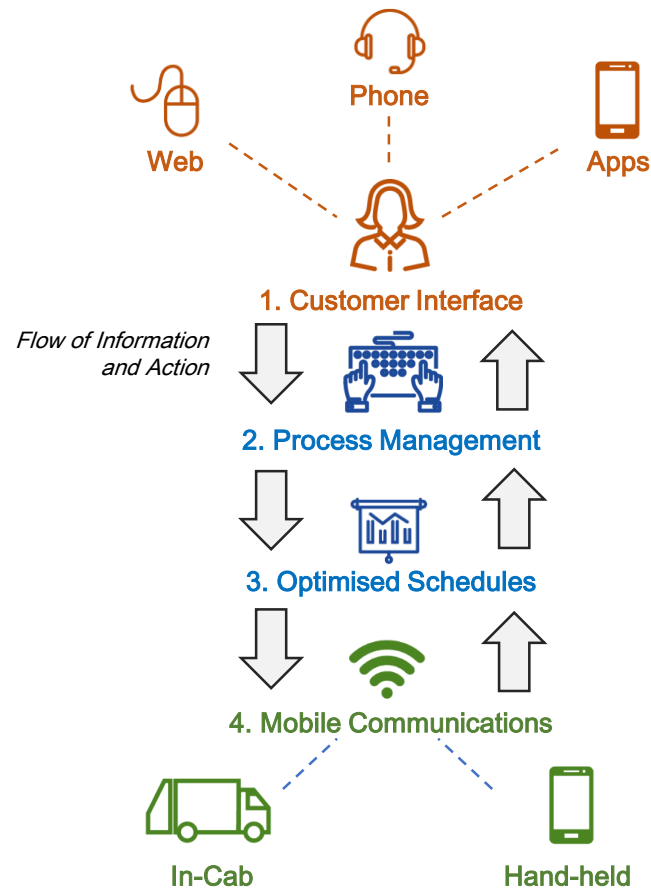 Phone
Web
Apps
1. Customer Interface
Flow of Information
and Action
2. Process Management
3. Optimised Schedules
4. Mobile Communications
In-Cab
Hand-held